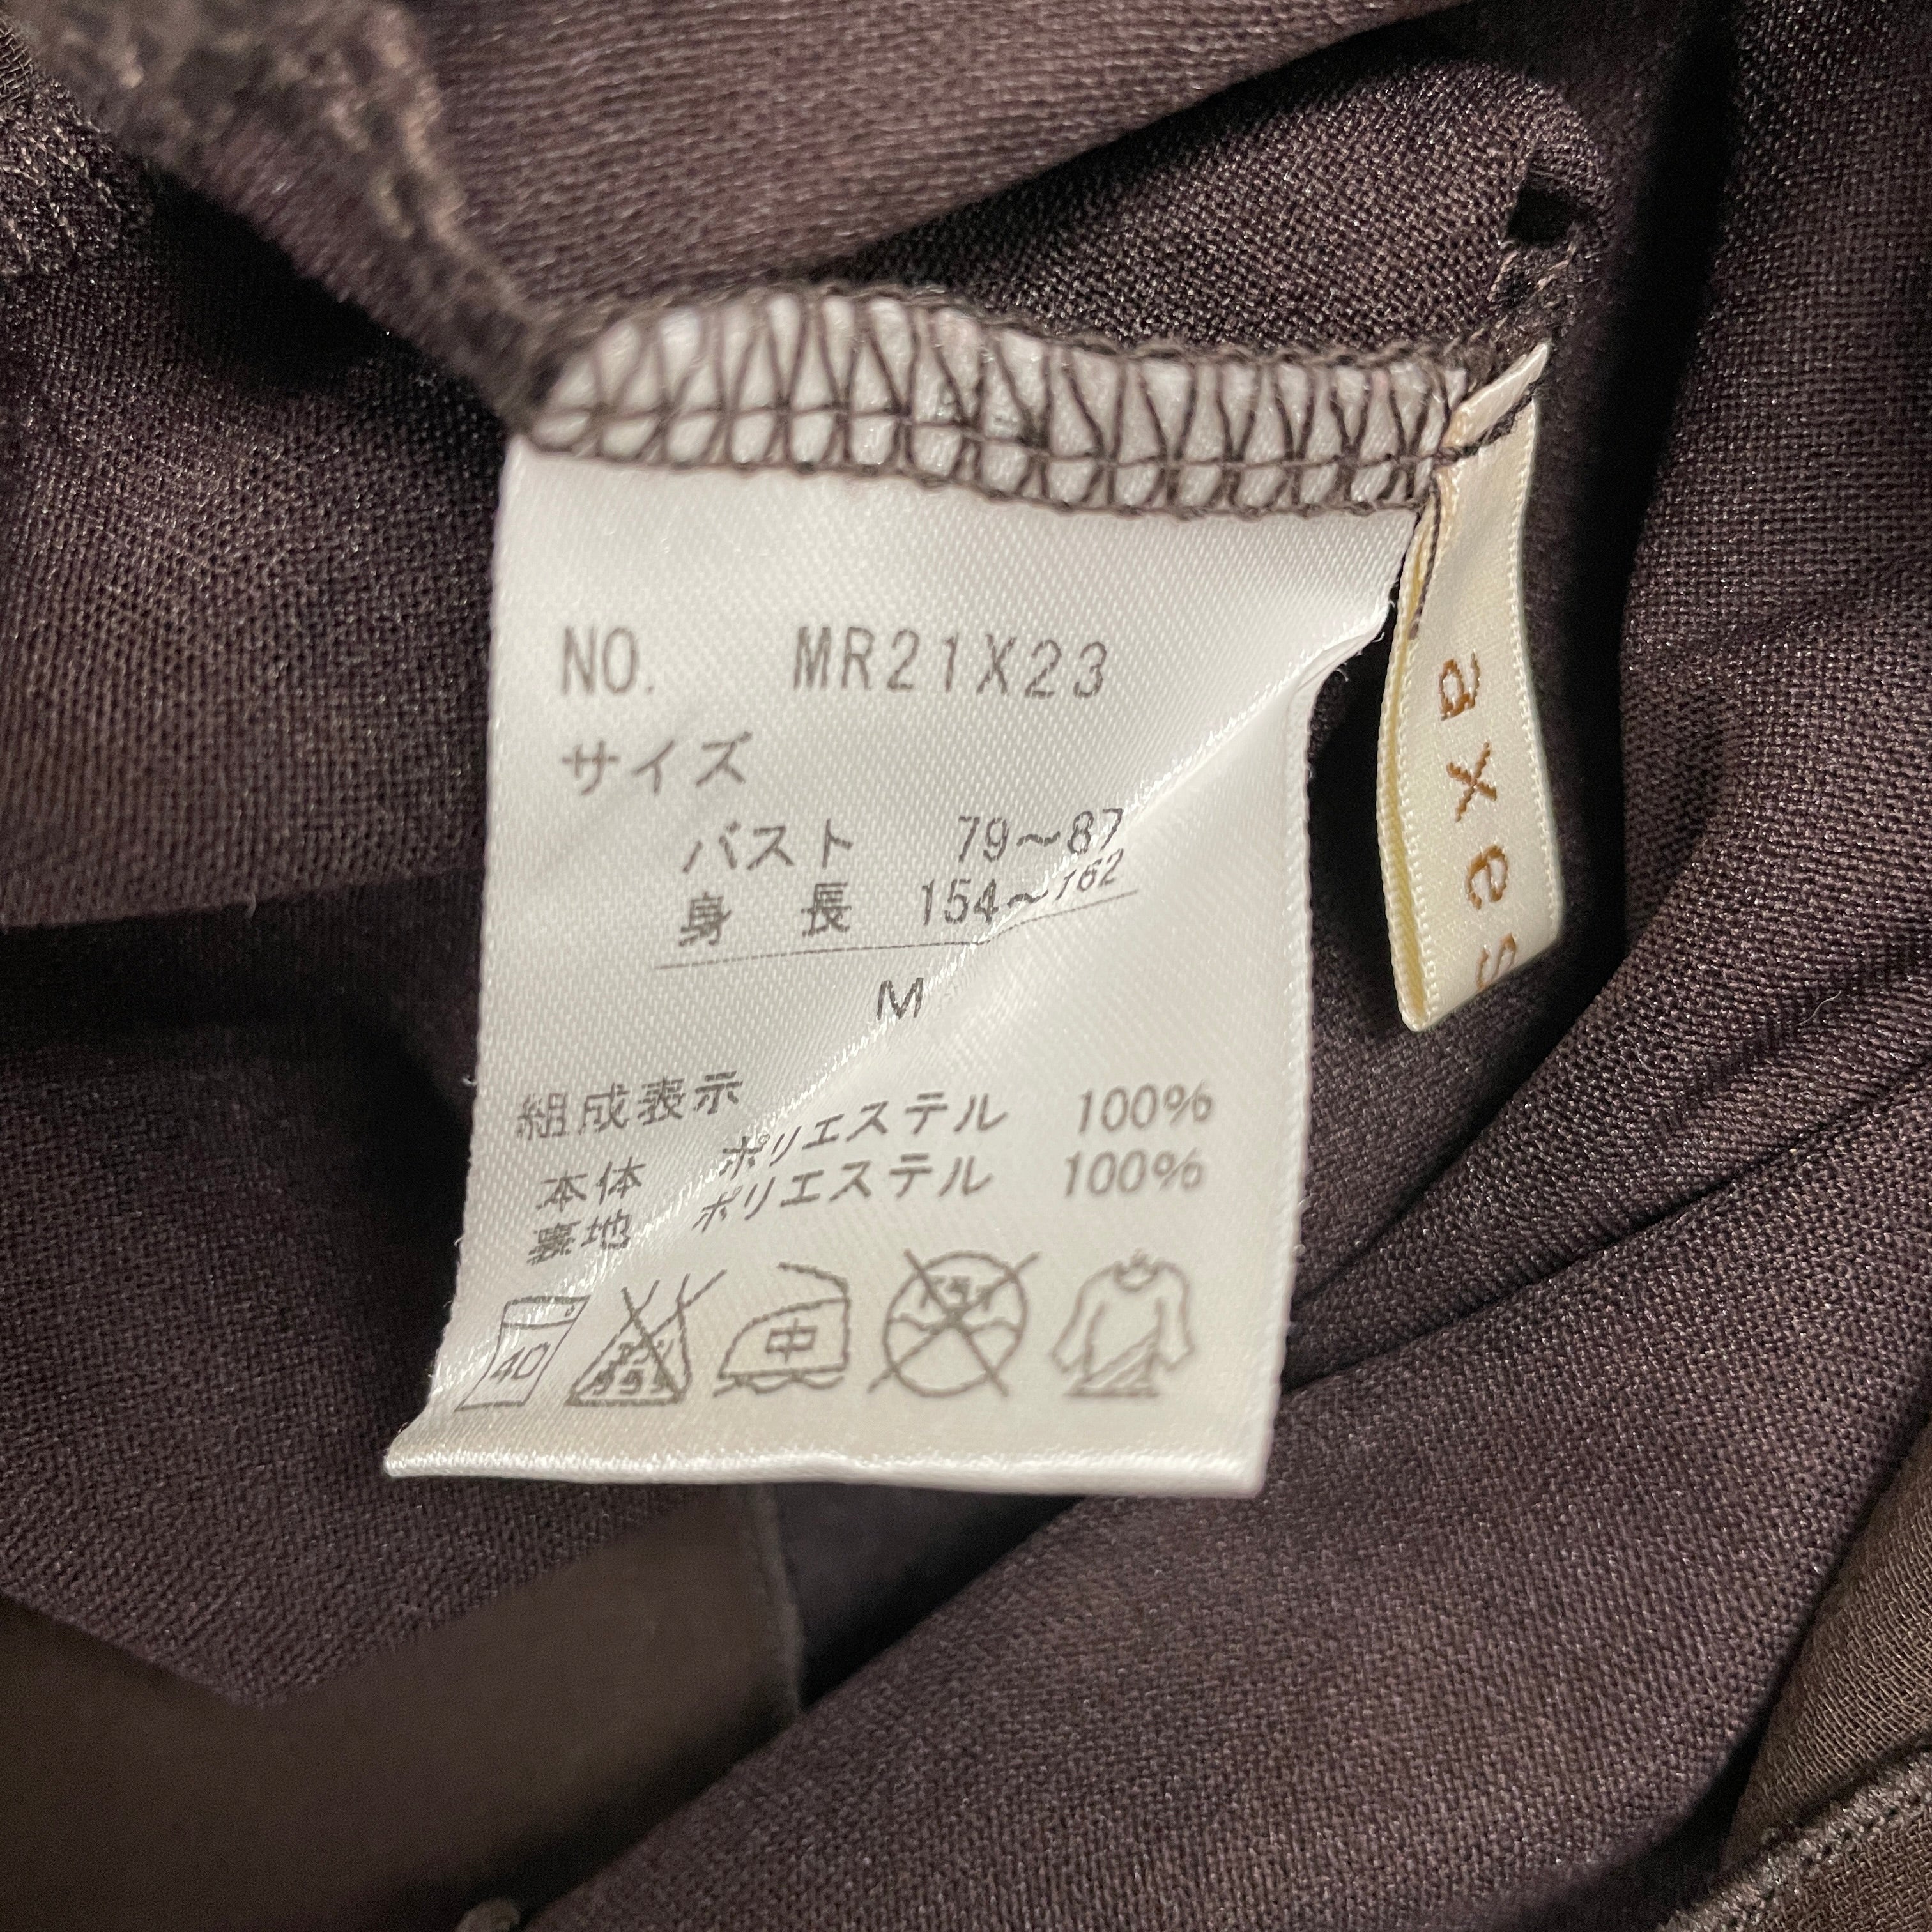 NO. MR21X23
サイズ
バスト 79～87
身 長 154～162
M
組成表示
本体 ポリエステル 100%
裏地 ポリエステル 100%
40
中
axes